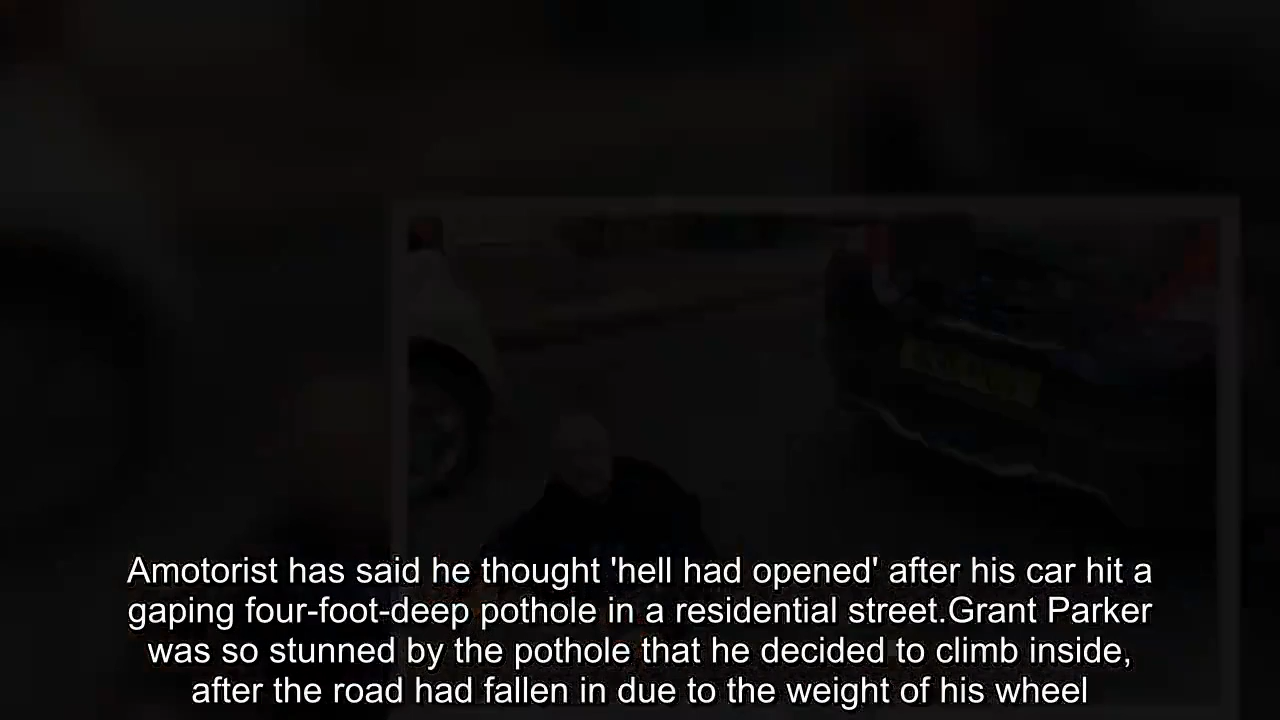 Amotorist has said he thought 'hell had opened' after his car hit a
gaping four-foot-deep pothole in a residential street.Grant Parker
was so stunned by the pothole that he decided to climb inside,
after the road had fallen in due to the weight of his wheel